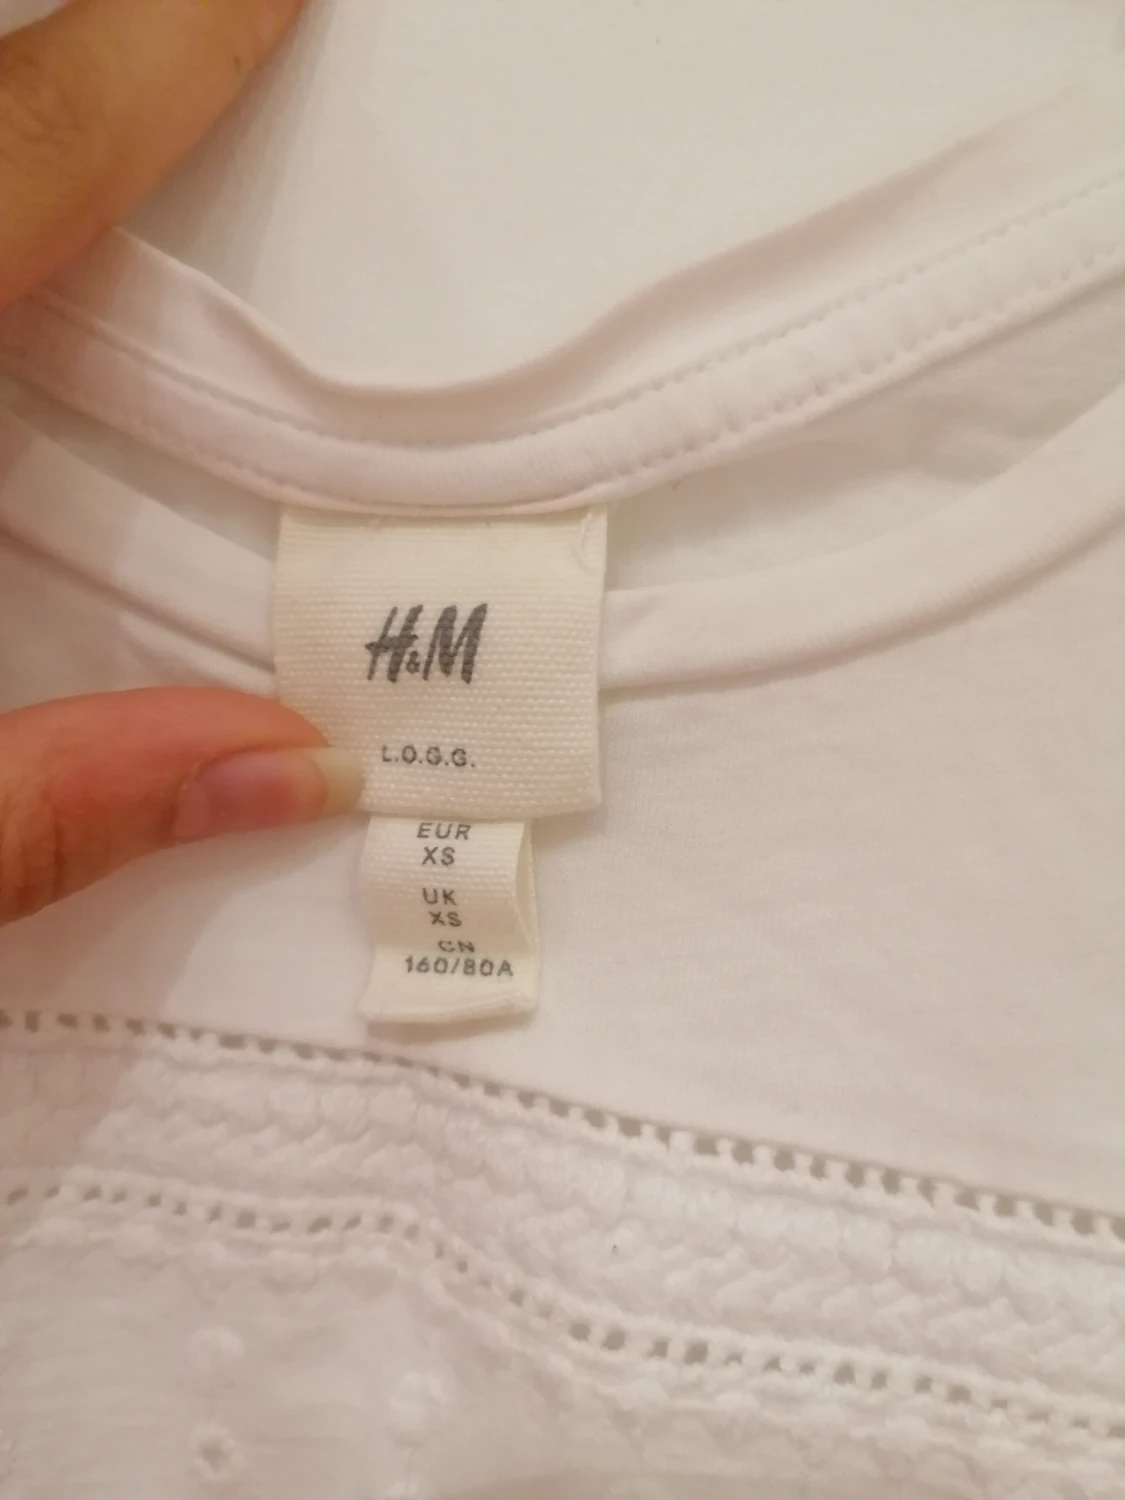 H&M
L.O.G.G.
EUR
XS
UK
XS
CN
160/80A